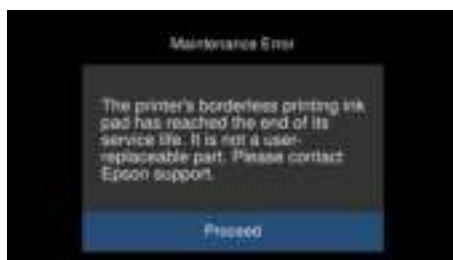 Maintenance Error
The printer's borderless printing ink
pad has reached the end of its
service life. It is not a user-
replaceable part. Please contact
Epson support.
Proceed